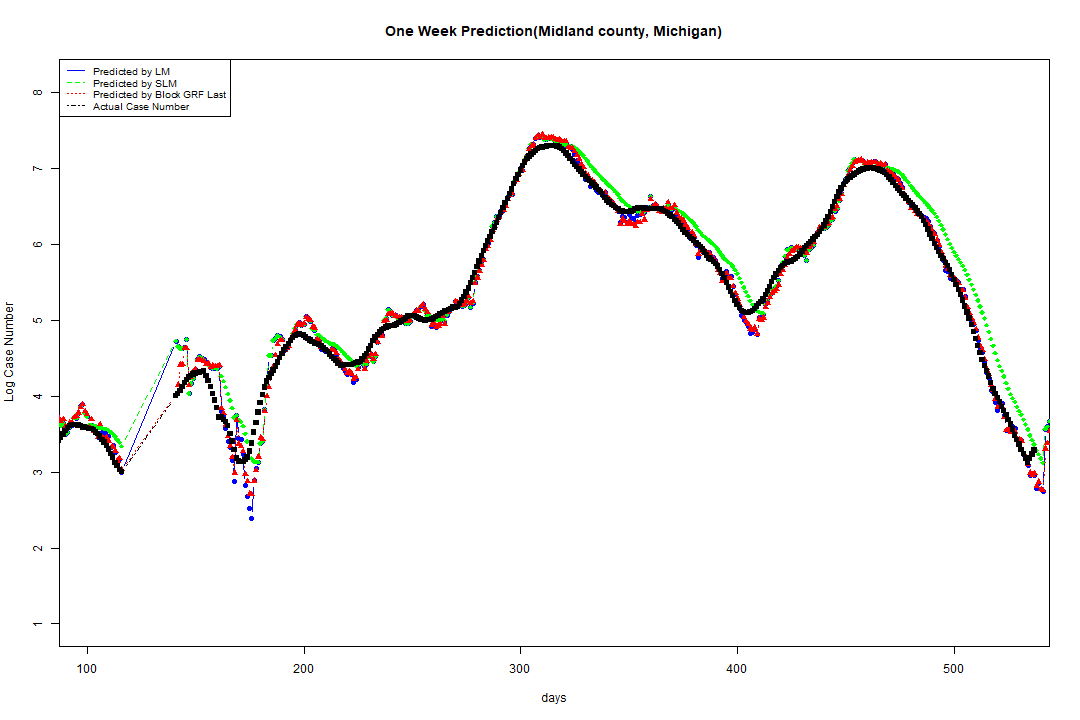 One Week Prediction(Midland county, Michigan)
Predicted by LM
Predicted by SLM
Predicted by Block GRF Last
Actual Case Number
8
7
6
5
4
3
2
1
Log Case Number
100 200 300 400 500
days